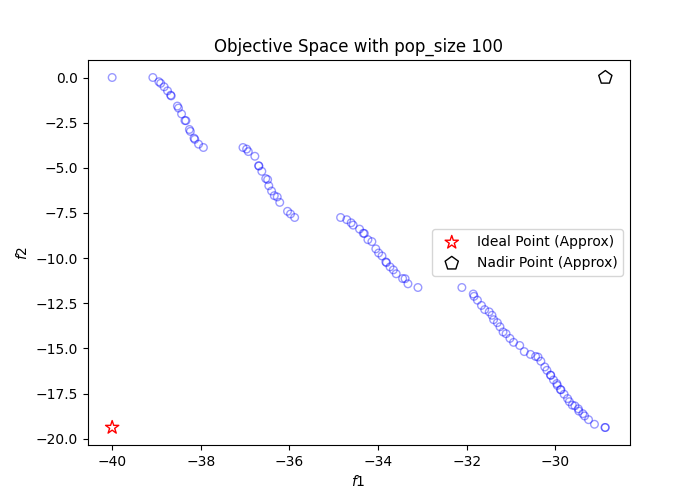 Objective Space with pop_size 100
0.0
−2.5
−5.0
−7.5
−10.0
−12.5
−15.0
−17.5
−20.0
f2
Ideal Point (Approx)
Nadir Point (Approx)
−40 −38 −36 −34 −32 −30
f1